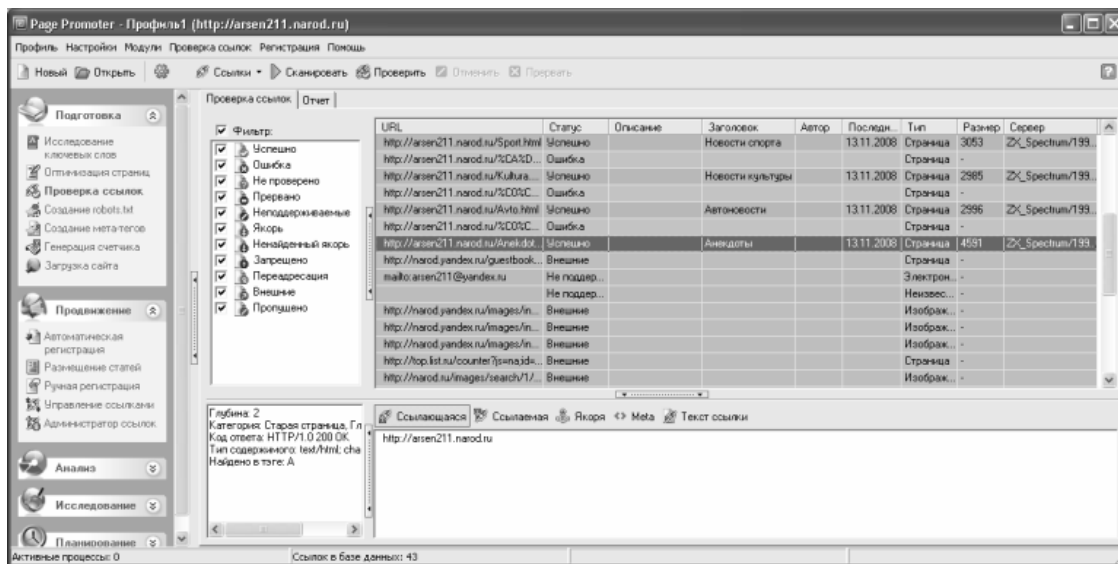 Page Promoter - Профиль1 (http://arsen211.narod.ru)
Профиль Настройки Модули Проверка ссылок Регистрация Помощь
Новый Открыть Ссылки Сканировать Проверить Отменить Прервать
Подготовка
Исследование
ключевых слов
Оптимизация страниц
Проверка ссылок
Создание robots.txt
Создание мета-тегов
Генерация счетчика
Загрузка сайта
Продвижение
Автоматическая
регистрация
Размещение статей
Ручная регистрация
Управление ссылками
Администратор ссылок
Анализ
Исследование
Планирование
Проверка ссылок Отчет
Фильтр:
Успешно
Ошибка
Не проверено
Прервано
Неподдерживаемые
Якорь
Ненайденный якорь
Запрещено
Переадресация
Внешние
Пропущено
URL Статус Описание Заголовок Автор Последн... Тип Размер Сервер
http://arsen211.narod.ru/Sport.html Успешно Новости спорта 13.11.2008 Страница 3053 ZX_Spectrum/199...
http://arsen211.narod.ru/%CA%D... Ошибка Страница -
http://arsen211.narod.ru/Kultura.... Успешно Новости культуры 13.11.2008 Страница 2985 ZX_Spectrum/199...
http://arsen211.narod.ru/%C0%C... Ошибка Страница -
http://arsen211.narod.ru/Avto.html Успешно Автоновости 13.11.2008 Страница 2996 ZX_Spectrum/199...
http://arsen211.narod.ru/%C0%C... Ошибка Страница -
http://arsen211.narod.ru/Anekdot... Успешно Анекдоты 13.11.2008 Страница 4591 ZX_Spectrum/199...
http://narod.yandex.ru/guestbook... Внешние Страница -
mailto:arsen211@yandex.ru Не поддер... Электрон... -
Не поддер... Неизвес... -
http://narod.yandex.ru/images/in... Внешние Изображ... -
http://narod.yandex.ru/images/in... Внешние Изображ... -
http://narod.yandex.ru/images/in... Внешние Изображ... -
http://top.list.ru/counter?js=na;id=... Внешние Страница -
http://narod.ru/images/search/1/... Внешние Изображ... -
Глубина: 2
Категория: Старая страница, Гл
Код ответа: HTTP/1.0 200 OK
Тип содержимого: text/html; cha
Найдено в тэге: A
Ссылающаяся Ссылаемая Якоря Meta Текст ссылки
http://arsen211.narod.ru
Активные процессы: 0 Ссылок в базе данных: 43